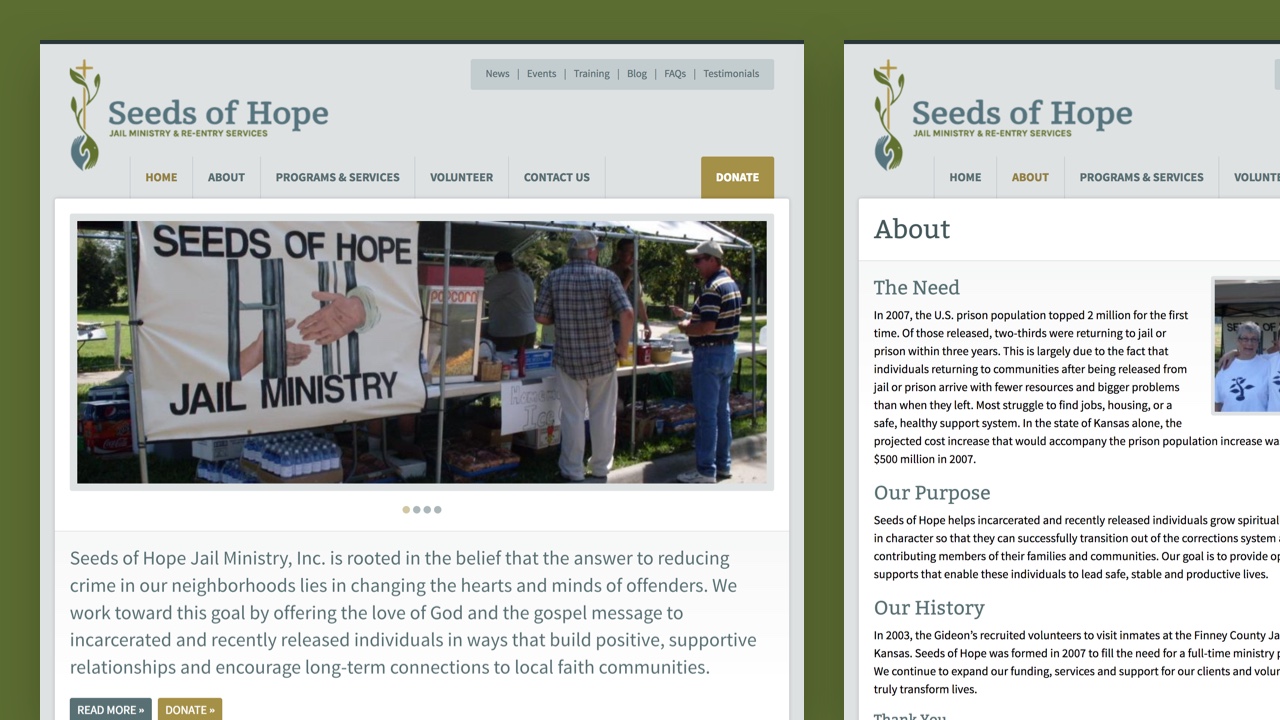 News | Events | Training | Blog | FAQs | Testimonials
Seeds of Hope
JAIL MINISTRY & RE-ENTRY SERVICES
HOME
ABOUT
PROGRAMS & SERVICES
VOLUNTEER
CONTACT US
DONATE
SEEDS OF HOPE
JAIL MINISTRY
POPCORN
Seeds of Hope Jail Ministry, Inc. is rooted in the belief that the answer to reducing
crime in our neighborhoods lies in changing the hearts and minds of offenders. We
work toward this goal by offering the love of God and the gospel message to
incarcerated and recently released individuals in ways that build positive, supportive
relationships and encourage long-term connections to local faith communities.
READ MORE »
DONATE »
Seeds of Hope
JAIL MINISTRY & RE-ENTRY SERVICES
HOME
ABOUT
PROGRAMS & SERVICES
VOLUNTE
About
The Need
In 2007, the U.S. prison population topped 2 million for the first
time. Of those released, two-thirds were returning to jail or
prison within three years. This is largely due to the fact that
individuals returning to communities after being released from
jail or prison arrive with fewer resources and bigger problems
than when they left. Most struggle to find jobs, housing, or a
safe, healthy support system. In the state of Kansas alone, the
projected cost increase that would accompany the prison population increase wa
$500 million in 2007.
Our Purpose
Seeds of Hope helps incarcerated and recently released individuals grow spiritual
in character so that they can successfully transition out of the corrections system a
contributing members of their families and communities. Our goal is to provide op
supports that enable these individuals to lead safe, stable and productive lives.
Our History
In 2003, the Gideon's recruited volunteers to visit inmates at the Finney County Ja
Kansas. Seeds of Hope was formed in 2007 to fill the need for a full-time ministry p
We continue to expand our funding, services and support for our clients and volun
truly transform lives.
Thank You